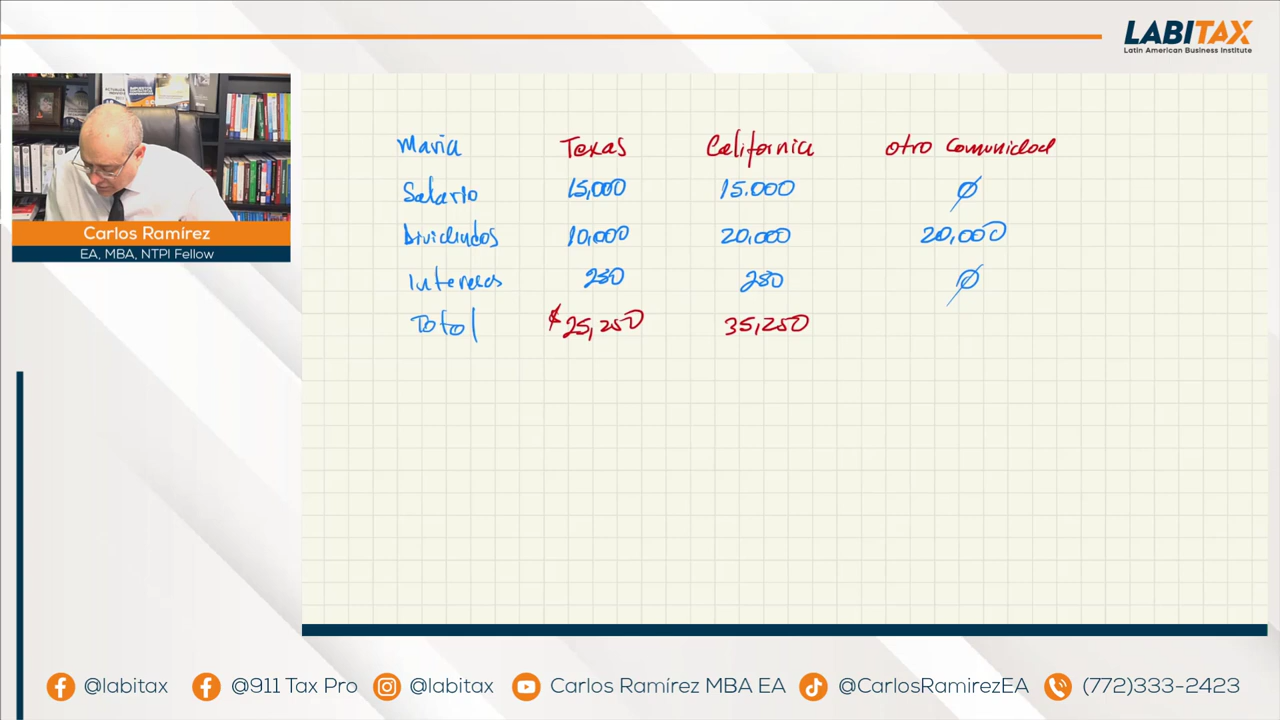 LABITAX
Latin American Business Institute
Maria Texas California otro comunidad
Salario 15,000 15.000 Ø
Dividendos 10,000 20,000 20,000
Intereses 250 250 Ø
Total $25,250 35,250
Carlos Ramírez
EA, MBA, NTPI Fellow
@labitax @911 Tax Pro @labitax Carlos Ramírez MBA EA @CarlosRamirezEA (772)333-2423